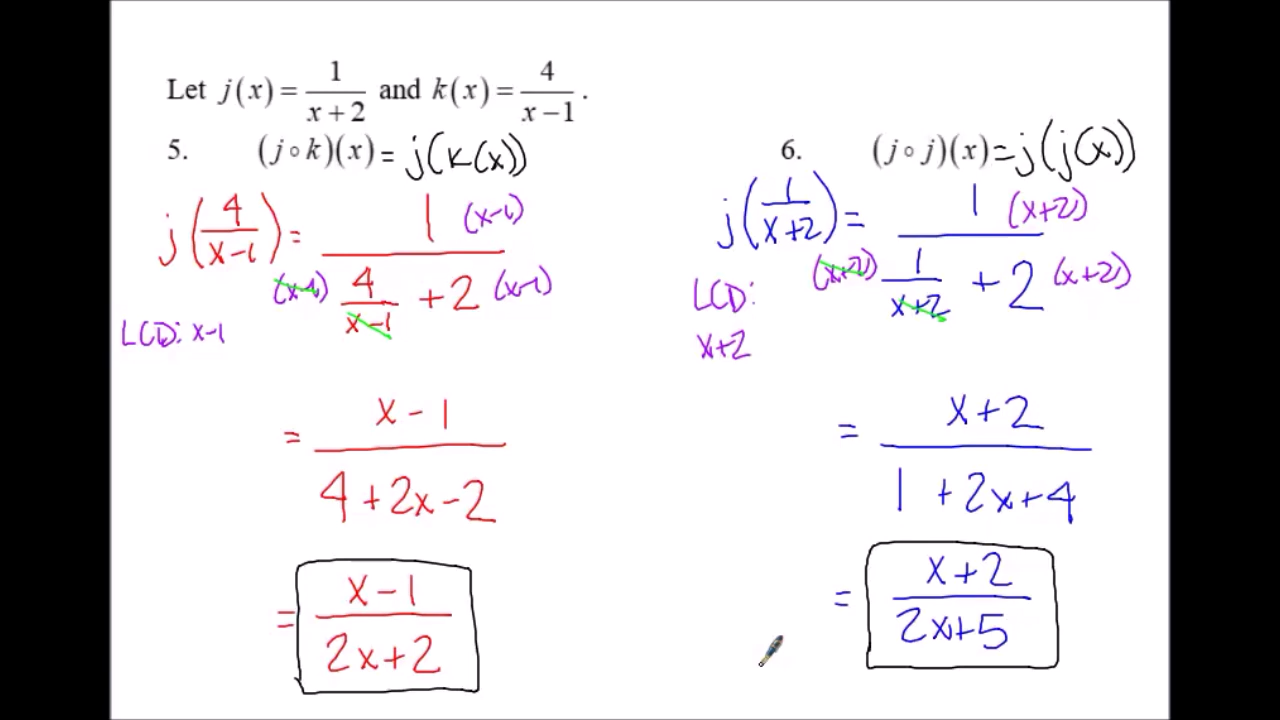 Let j(x) = 1/(x+2) and k(x) = 4/(x−1).
5. (j∘k)(x) = j(k(x))
j(4/(x−1)) = 1 (x−1)
(x−1) 4/(x−1) + 2 (x−1)
LCD: x−1
= (x−1)/(4+2x−2)
= (x−1)/(2x+2)
6. (j∘j)(x) = j(j(x))
j(1/(x+2)) = 1 (x+2)
(x+2) 1/(x+2) + 2 (x+2)
LCD:
x+2
= (x+2)/(1+2x+4)
= (x+2)/(2x+5)